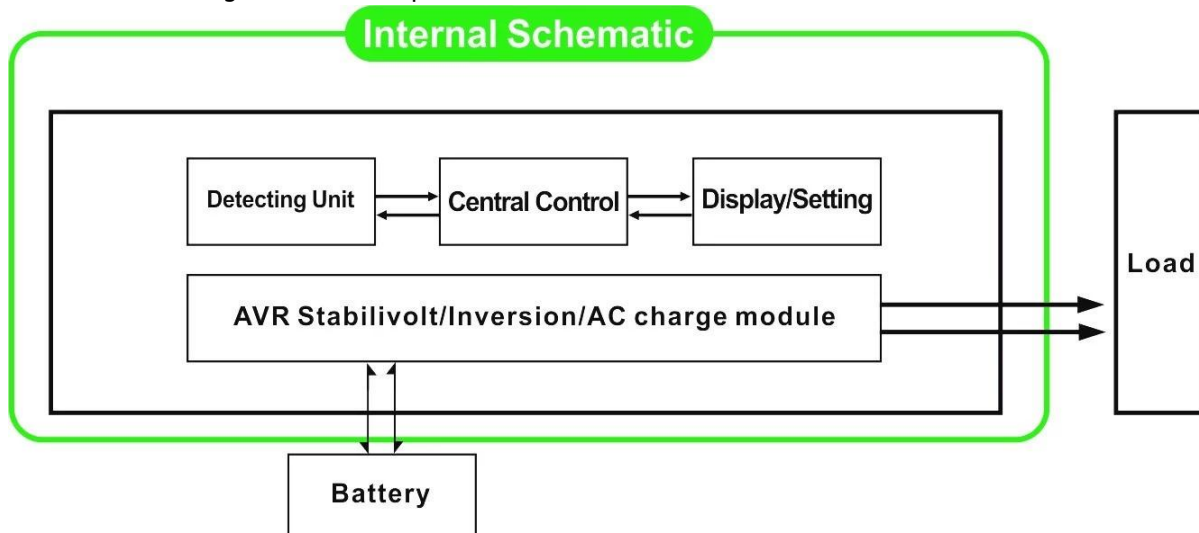 Internal Schematic
Detecting Unit
Central Control
Display/Setting
AVR Stabilivolt/Inversion/AC charge module
Load
Battery